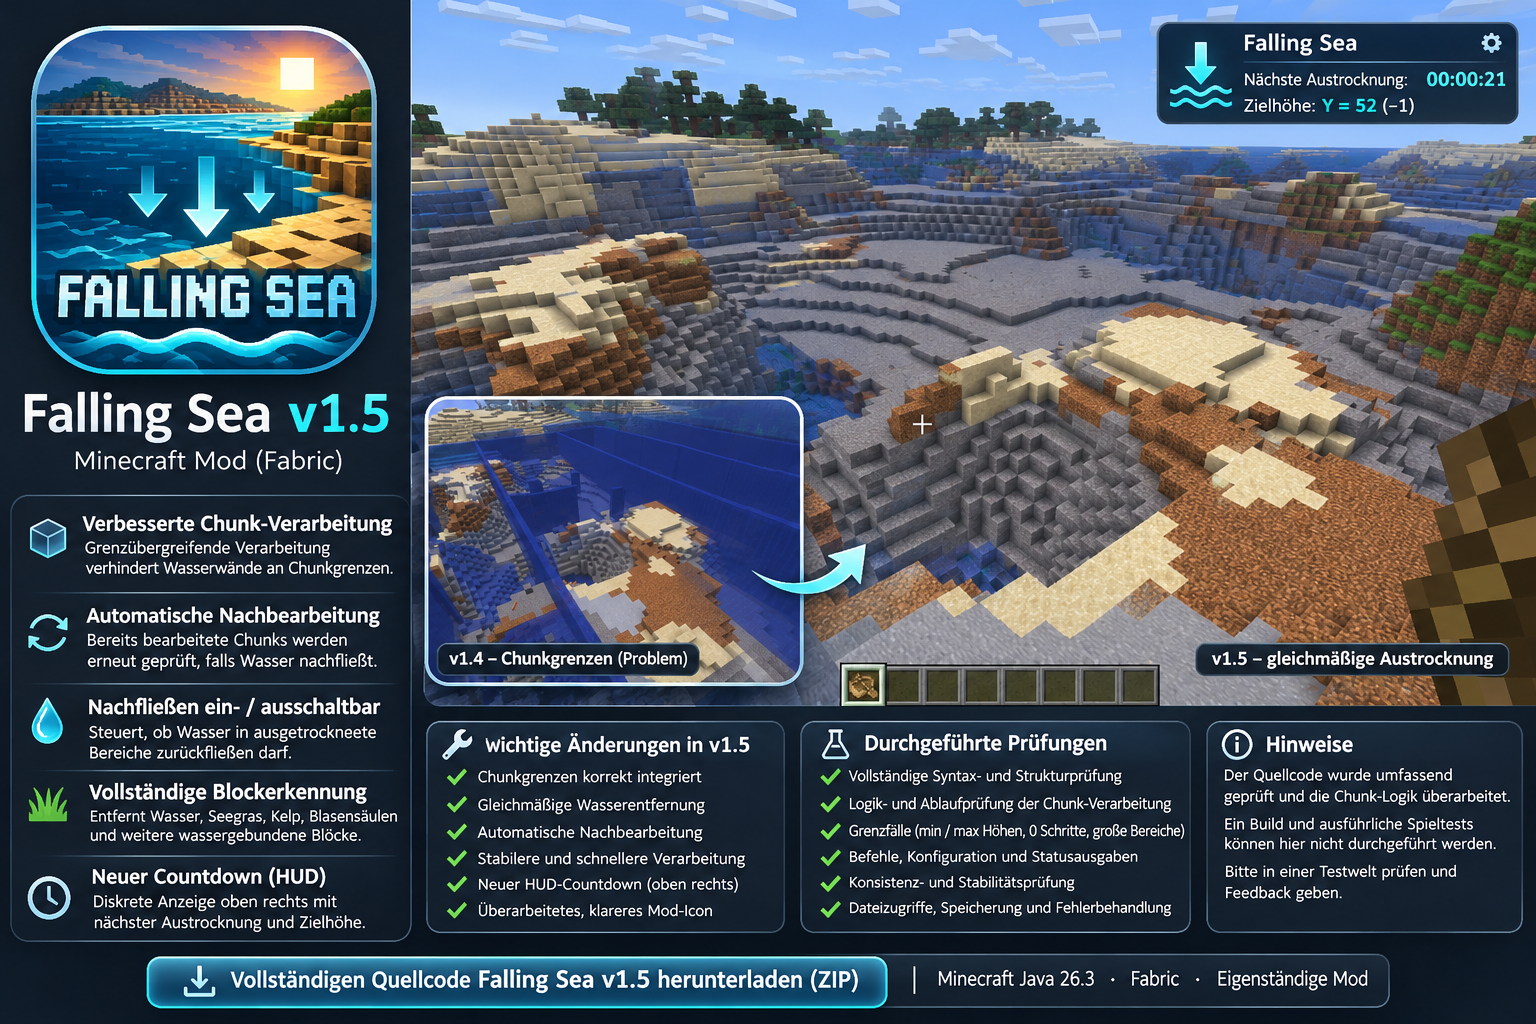 FALLING SEA
Falling Sea v1.5
Minecraft Mod (Fabric)
Verbesserte Chunk-Verarbeitung
Grenzübergreifende Verarbeitung
verhindert Wasserwände an Chunkgrenzen.
Automatische Nachbearbeitung
Bereits bearbeitete Chunks werden
erneut geprüft, falls Wasser nachfließt.
Nachfließen ein- / ausschaltbar
Steuert, ob Wasser in ausgetrockneete
Bereiche zurückfließen darf.
Vollständige Blockerkennung
Entfernt Wasser, Seegras, Kelp, Blasensäulen
und weitere wassergebundene Blöcke.
Neuer Countdown (HUD)
Diskrete Anzeige oben rechts mit
nächster Austrocknung und Zielhöhe.
Falling Sea
Nächste Austrocknung: 00:00:21
Zielhöhe: Y = 52 (−1)
v1.4 – Chunkgrenzen (Problem)
v1.5 – gleichmäßige Austrocknung
Wichtige Änderungen in v1.5
Chunkgrenzen korrekt integriert
Gleichmäßige Wasserentfernung
Automatische Nachbearbeitung
Stabilere und schnellere Verarbeitung
Neuer HUD-Countdown (oben rechts)
Überarbeitetes, klareres Mod-Icon
Durchgeführte Prüfungen
Vollständige Syntax- und Strukturprüfung
Logik- und Ablaufprüfung der Chunk-Verarbeitung
Grenzfälle (min / max Höhen, 0 Schritte, große Bereiche)
Befehle, Konfiguration und Statusausgaben
Konsistenz- und Stabilitätsprüfung
Dateizugriffe, Speicherung und Fehlerbehandlung
Hinweise
Der Quellcode wurde umfassend
geprüft und die Chunk-Logik überarbeitet.
Ein Build und ausführliche Spieltests
können hier nicht durchgeführt werden.
Bitte in einer Testwelt prüfen und
Feedback geben.
Vollständigen Quellcode Falling Sea v1.5 herunterladen (ZIP)
Minecraft Java 26.3 · Fabric · Eigenständige Mod